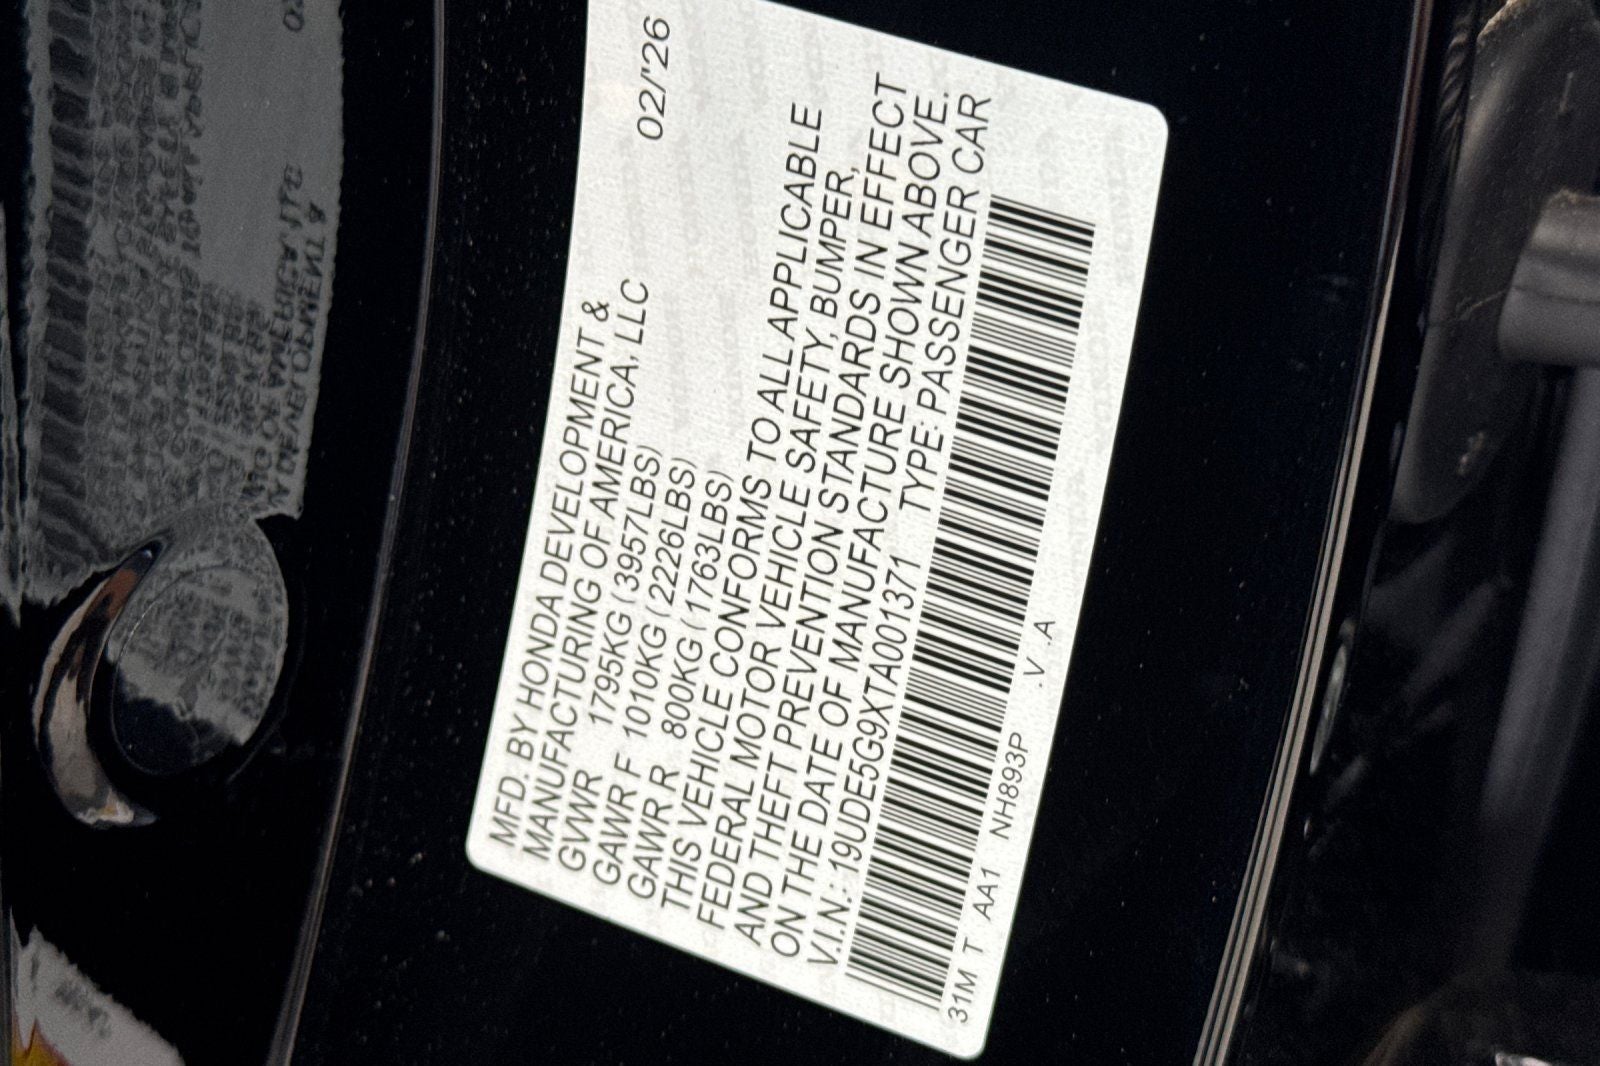 02/'26
MFD. BY HONDA DEVELOPMENT &
MANUFACTURING OF AMERICA, LLC
GVWR 1795KG ( 3957LBS)
GAWR F 1010KG ( 2226LBS)
GAWR R 800KG ( 1763LBS)
THIS VEHICLE CONFORMS TO ALL APPLICABLE
FEDERAL MOTOR VEHICLE SAFETY, BUMPER,
AND THEFT PREVENTION STANDARDS IN EFFECT
ON THE DATE OF MANUFACTURE SHOWN ABOVE.
V.I.N.: 19UDE5G9XTA001371 TYPE: PASSENGER CAR
31M T AA1 NH893P .V A